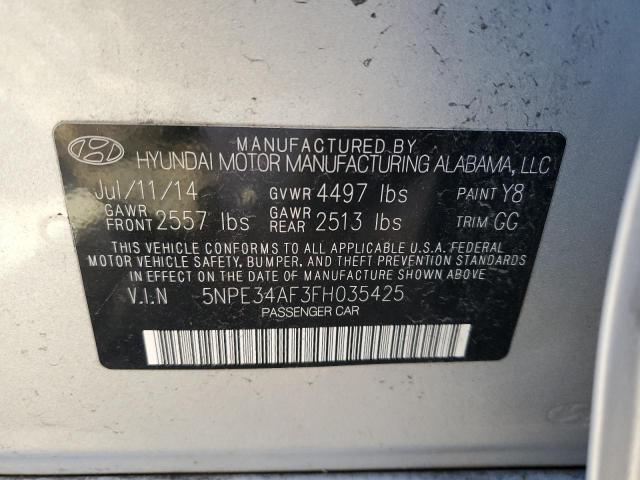 MANUFACTURED BY
HYUNDAI MOTOR MANUFACTURING ALABAMA, LLC
Jul/11/14 GVWR 4497 lbs PAINT Y8
GAWR FRONT 2557 lbs GAWR REAR 2513 lbs TRIM GG
THIS VEHICLE CONFORMS TO ALL APPLICABLE U.S.A. FEDERAL
MOTOR VEHICLE SAFETY, BUMPER, AND THEFT PREVENTION STANDARDS
IN EFFECT ON THE DATE OF MANUFACTURE SHOWN ABOVE.
V.I.N 5NPE34AF3FH035425
PASSENGER CAR